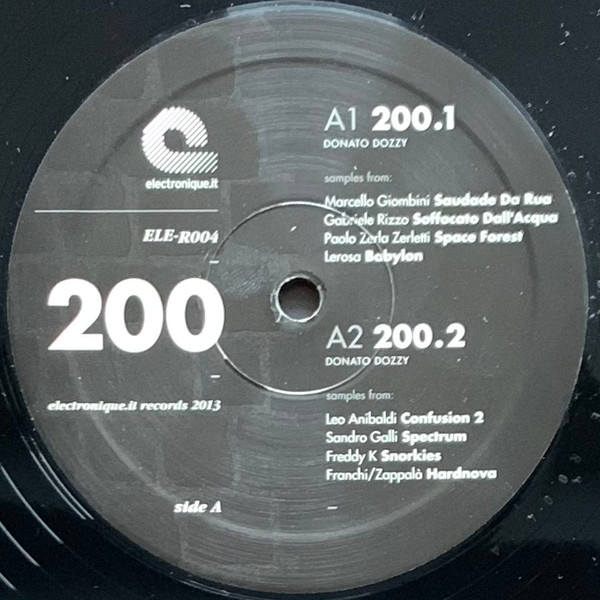 electronique.it
ELE-R004
–
200
–
electronique.it records 2013
side A
A1 200.1
DONATO DOZZY
samples from:
Marcello Giombini Saudade Da Rua
Gabriele Rizzo Soffocato Dall'Acqua
Paolo Zerla Zerletti Space Forest
Lerosa Babylon
A2 200.2
DONATO DOZZY
samples from:
Leo Anibaldi Confusion 2
Sandro Galli Spectrum
Freddy K Snorkies
Franchi/Zappalà Hardnova
–